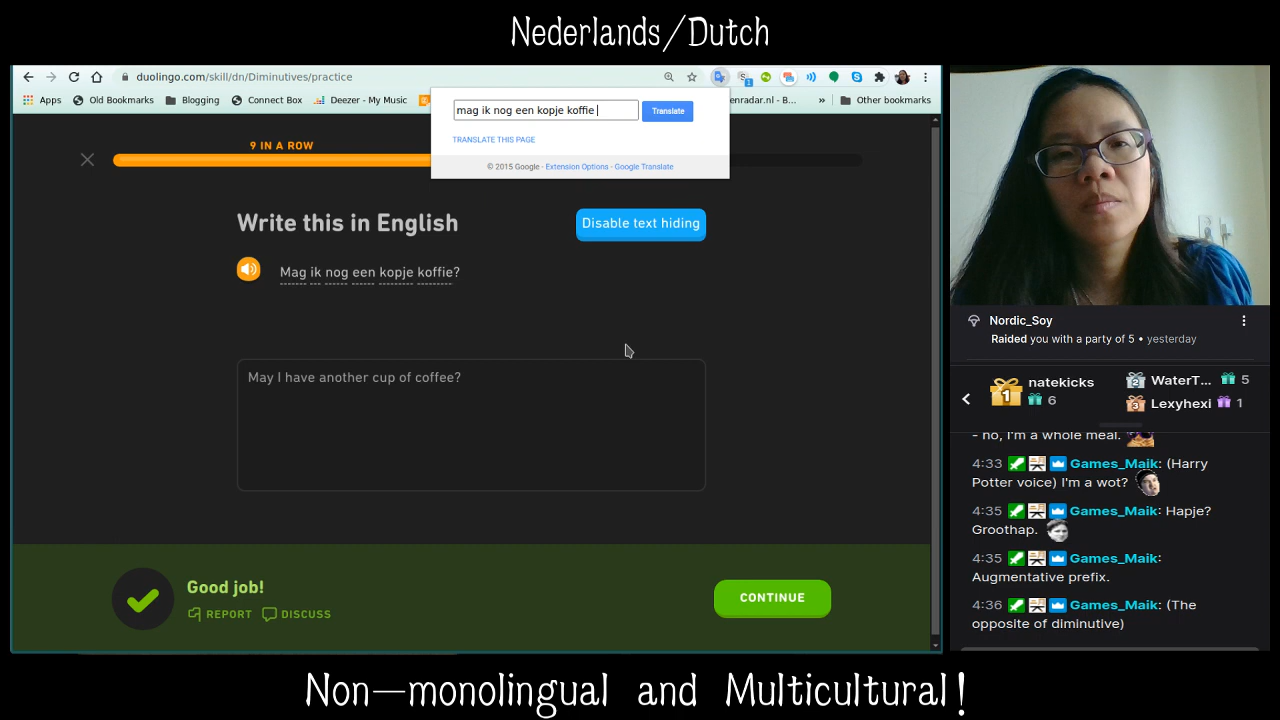 Nederlands/Dutch
duolingo.com/skill/dn/Diminutives/practice
Apps
Old Bookmarks
Blogging
Connect Box
Deezer - My Music
enradar.nl - B...
»
Other bookmarks
mag ik nog een kopje koffie
Translate
TRANSLATE THIS PAGE
© 2015 Google - Extension Options - Google Translate
9 IN A ROW
Write this in English
Disable text hiding
Mag ik nog een kopje koffie?
May I have another cup of coffee?
Good job!
REPORT
DISCUSS
CONTINUE
Nordic_Soy
Raided you with a party of 5 • yesterday
1
natekicks
6
2
WaterT...
5
3
Lexyhexi
1
- no, I'm a whole meal.
4:33 Games_Maik: (Harry
Potter voice) I'm a wot?
4:35 Games_Maik: Hapje?
Groothap.
4:35 Games_Maik:
Augmentative prefix.
4:36 Games_Maik: (The
opposite of diminutive)
Non-monolingual and Multicultural!